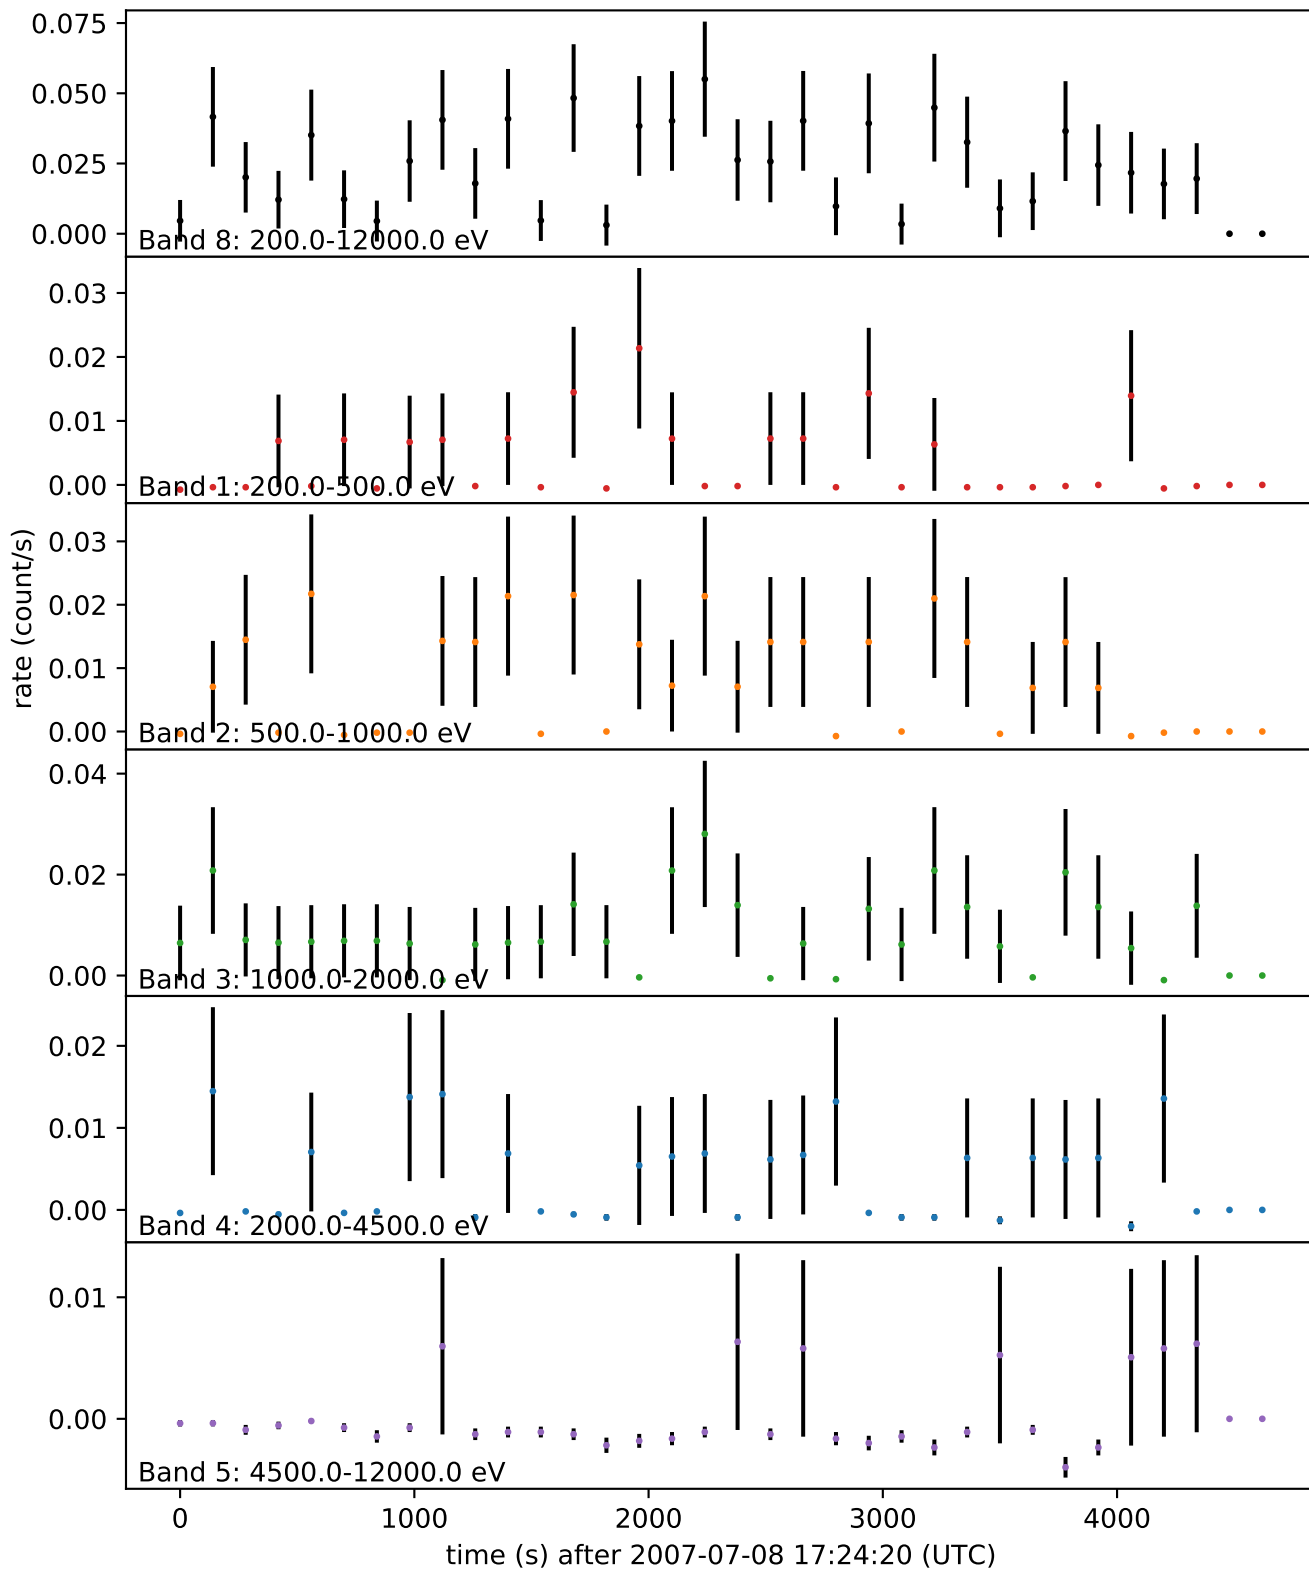 0.075
0.050
0.025
0.000
Band 8: 200.0-12000.0 eV
0.03
0.02
0.01
0.00
Band 1: 200.0-500.0 eV
0.03
0.02
0.01
0.00
Band 2: 500.0-1000.0 eV
rate (count/s)
0.04
0.02
0.00
Band 3: 1000.0-2000.0 eV
0.02
0.01
0.00
Band 4: 2000.0-4500.0 eV
0.01
0.00
Band 5: 4500.0-12000.0 eV
0 1000 2000 3000 4000
time (s) after 2007-07-08 17:24:20 (UTC)